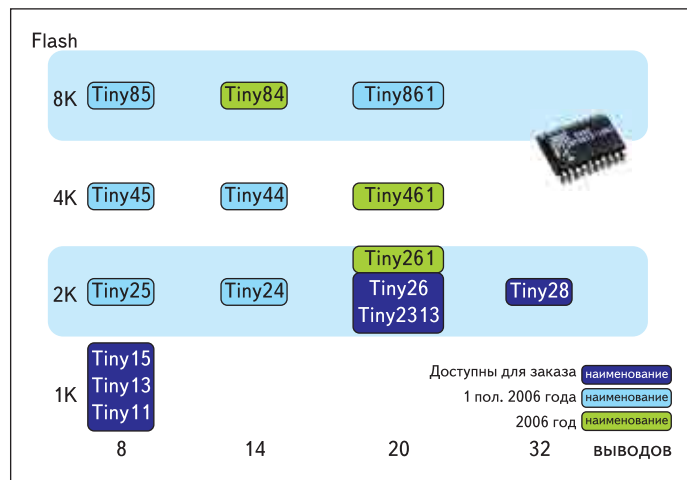 Flash
8K Tiny85 Tiny84 Tiny861
4K Tiny45 Tiny44 Tiny461
Tiny261
2K Tiny25 Tiny24 Tiny26 Tiny28
Tiny2313
Tiny15
1K Tiny13
Tiny11
Доступны для заказа наименование
1 пол. 2006 года наименование
2006 год наименование
8 14 20 32 выводов